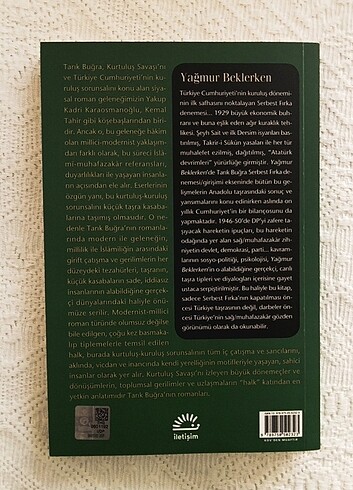 Tarık Buğra, Kurtuluş Savaşı'nı
ve Türkiye Cumhuriyeti'nin ku-
ruluş sorunsalını konu alan siya-
sal roman geleneğimizin Yakup
Kadri Karaosmanoğlu, Kemal
Tahir gibi köşebaşlarından biri-
dir. Ancak o, bu geleneğe hâkim
olan millici-modernist yaklaşım-
dan farklı olarak, bu süreci İslâ-
mi-muhafazakâr referansları,
duyarlılıkları ile yaşayan insanların
açısından ele alır. Eserlerinin
özgün yanı, bu kurtuluş-kuruluş
sorunsalını küçük taşra kasaba-
larına taşımış olmasıdır. O ne-
denle Tarık Buğra'nın romanla-
rında modern ile geleneğin,
millilik ile İslâmiliğin arasındaki
girift çatışma ve gerilimlerin her
düzeydeki tezahürleri, taşranın,
küçük kasabaların sade, iddiasız
insanlarının alabildiğine gerçek-
çi dünyalarındaki haliyle önü-
müze serilir. Modernist-millici
roman türünde olumsuz değilse
bile edilgen, çoğu kez basmaka-
lıp tiplemelerle temsil edilen
halk, burada kurtuluş-kuruluş sorunsalının tüm iç çatışma ve sancılarını,
aklında, vicdan ve inancında kendi yereliliğinin motifleriyle yaşayan, sahici
insanlar olarak yer alır. Kurtuluş Savaşı'nı izleyen büyük dönemeçler ve
dönüşümlerin, toplumsal gerilimler ve uzlaşmaların "halk" katından en
yetkin anlatımıdır Tarık Buğra'nın romanları.
Yağmur Beklerken
Türkiye Cumhuriyeti'nin kuruluş dönemi-
nin ilk safhasını noktalayan Serbest Fırka
denemesi... 1929 büyük ekonomik buh-
ranı ve buna eşlik eden ağır kuraklık teh-
likesi. Şeyh Sait ve ilk Dersim isyanları bas-
tırılmış, Takrir-i Sükûn yasaları ile her tür
muhalefet ezilmiş, dağıtılmış, "Atatürk
devrimleri" yürürlüğe girmiştir. Yağmur
Beklerken'de Tarık Buğra Serbest Fırka de-
nemesi/girişimi ekseninde bütün bu ge-
lişmelerin Anadolu taşrasındaki sonuç ve
yansımalarını konu edinirken aslında on
yıllık Cumhuriyet'in bir bilançosunu da
yapmaktadır. 1946-50'de DP'yi zafere ta-
şıyacak hareketin ipuçları, bu hareketin
odağında yer alan sağ/muhafazakâr zih-
niyetin devlet, demokrasi, parti... kavram-
larının sosyo-politiği, psikolojisi, Yağmur
Beklerken'in o alabildiğine gerçekçi, canlı
taşra tipleri ve diyalogları içerisine gayet
ustaca serpiştirilmiştir. Bu haliyle bu kitap,
sadece Serbest Fırka'nın kapatılması ön-
cesi Türkiye taşrasının değil, darbeler ön-
cesi Türkiye'nin sağ/muhafazakâr gözden
görünümü olarak da okunabilir.
iletişim